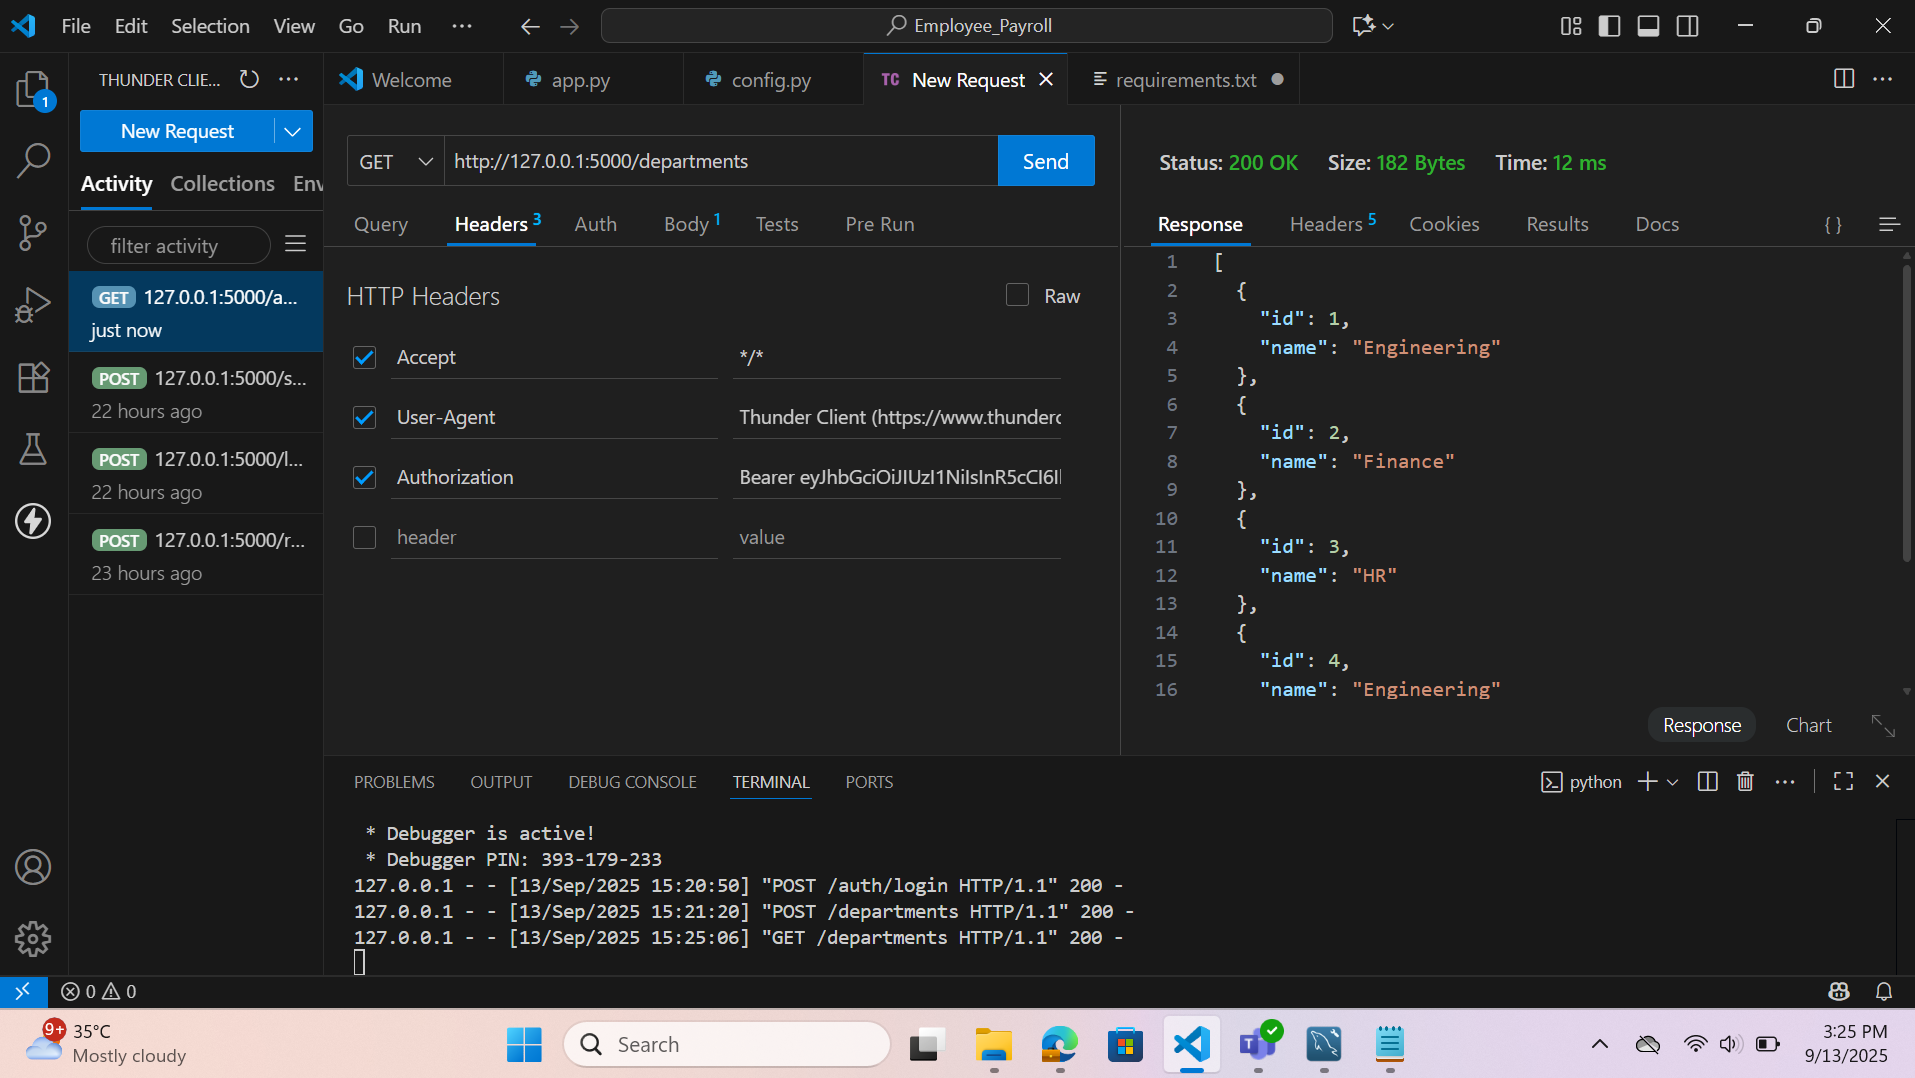 File Edit Selection View Go Run ··· Employee_Payroll
THUNDER CLIE... ···
Welcome app.py config.py TC New Request requirements.txt
1
New Request
Activity Collections Env
filter activity
GET 127.0.0.1:5000/a...
just now
POST 127.0.0.1:5000/s...
22 hours ago
POST 127.0.0.1:5000/l...
22 hours ago
POST 127.0.0.1:5000/r...
23 hours ago
GET http://127.0.0.1:5000/departments Send
Query Headers 3 Auth Body 1 Tests Pre Run
HTTP Headers Raw
Accept */*
User-Agent Thunder Client (https://www.thunderc
Authorization Bearer eyJhbGciOiJIUzI1NiIsInR5cCI6Il
header value
Status: 200 OK Size: 182 Bytes Time: 12 ms
Response Headers 5 Cookies Results Docs { }
1 [
2 {
3 "id": 1,
4 "name": "Engineering"
5 },
6 {
7 "id": 2,
8 "name": "Finance"
9 },
10 {
11 "id": 3,
12 "name": "HR"
13 },
14 {
15 "id": 4,
16 "name": "Engineering"
Response Chart
PROBLEMS OUTPUT DEBUG CONSOLE TERMINAL PORTS python
* Debugger is active!
* Debugger PIN: 393-179-233
127.0.0.1 - - [13/Sep/2025 15:20:50] "POST /auth/login HTTP/1.1" 200 -
127.0.0.1 - - [13/Sep/2025 15:21:20] "POST /departments HTTP/1.1" 200 -
127.0.0.1 - - [13/Sep/2025 15:25:06] "GET /departments HTTP/1.1" 200 -
0 0
9+ 35°C
Mostly cloudy
Search
3:25 PM
9/13/2025